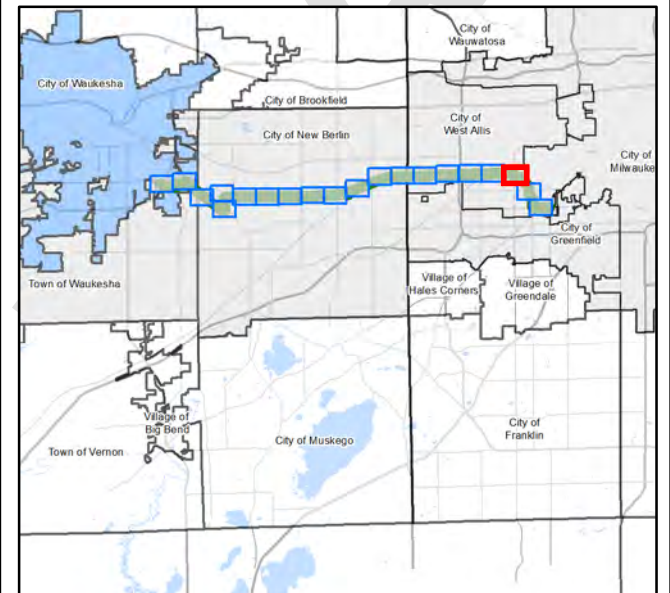 City of
Wauwatosa
City of Waukesha
City of Brookfield
City of
West Allis
City of New Berlin
City of
Milwauke
City of
Greenfield
Town of Waukesha
Village of
Hales Corners
Village of
Greendale
Village of
Big Bend
City of
Franklin
City of Muskego
Town of Vernon